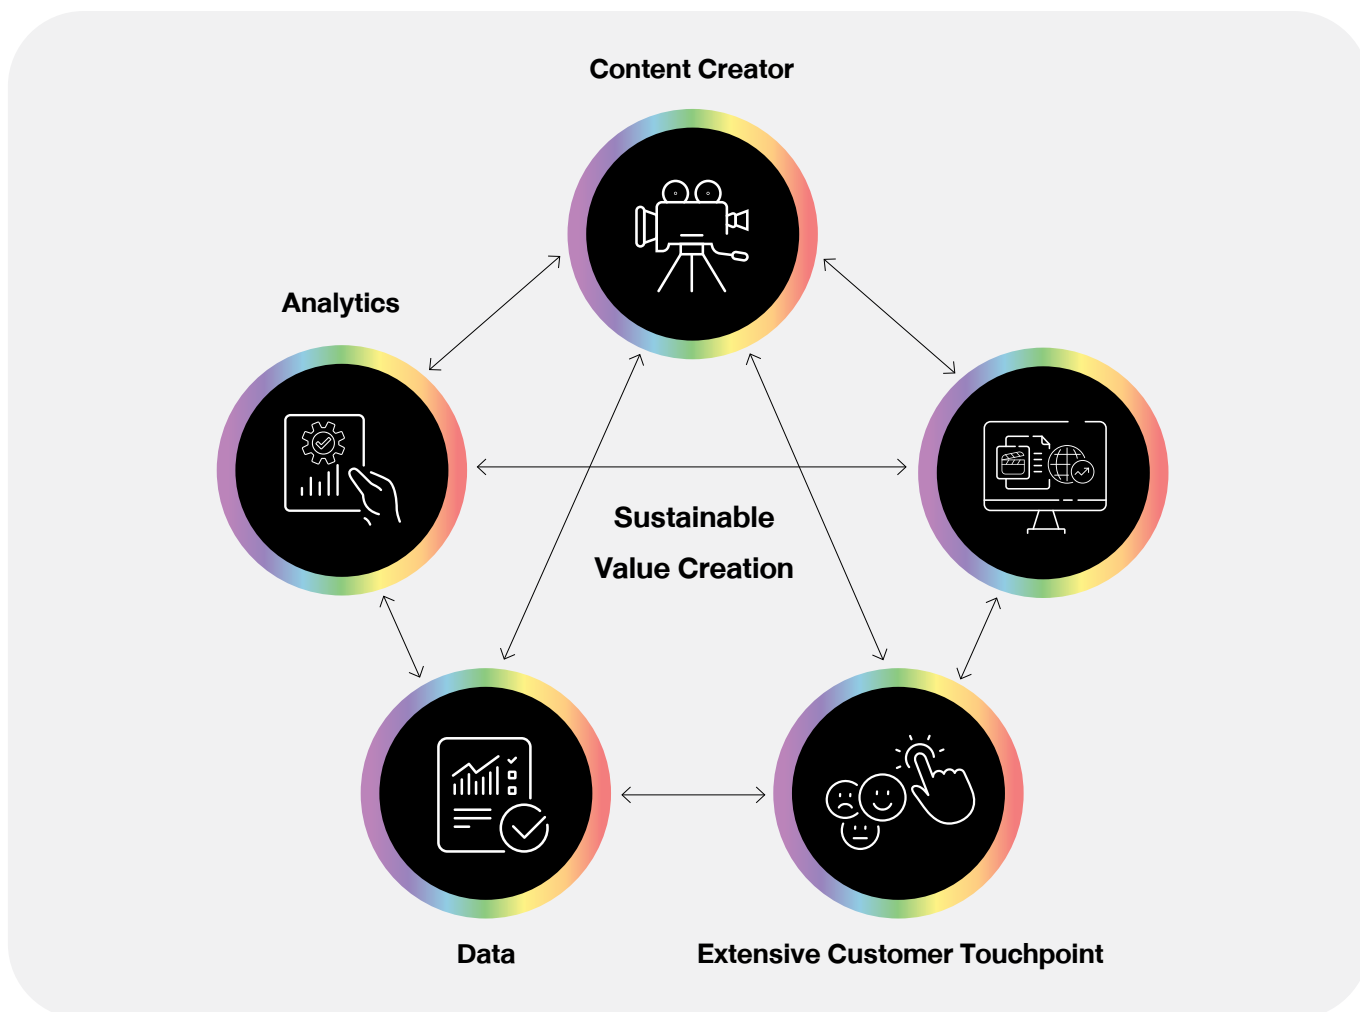 Content Creator
Analytics
Sustainable
Value Creation
Data
Extensive Customer Touchpoint